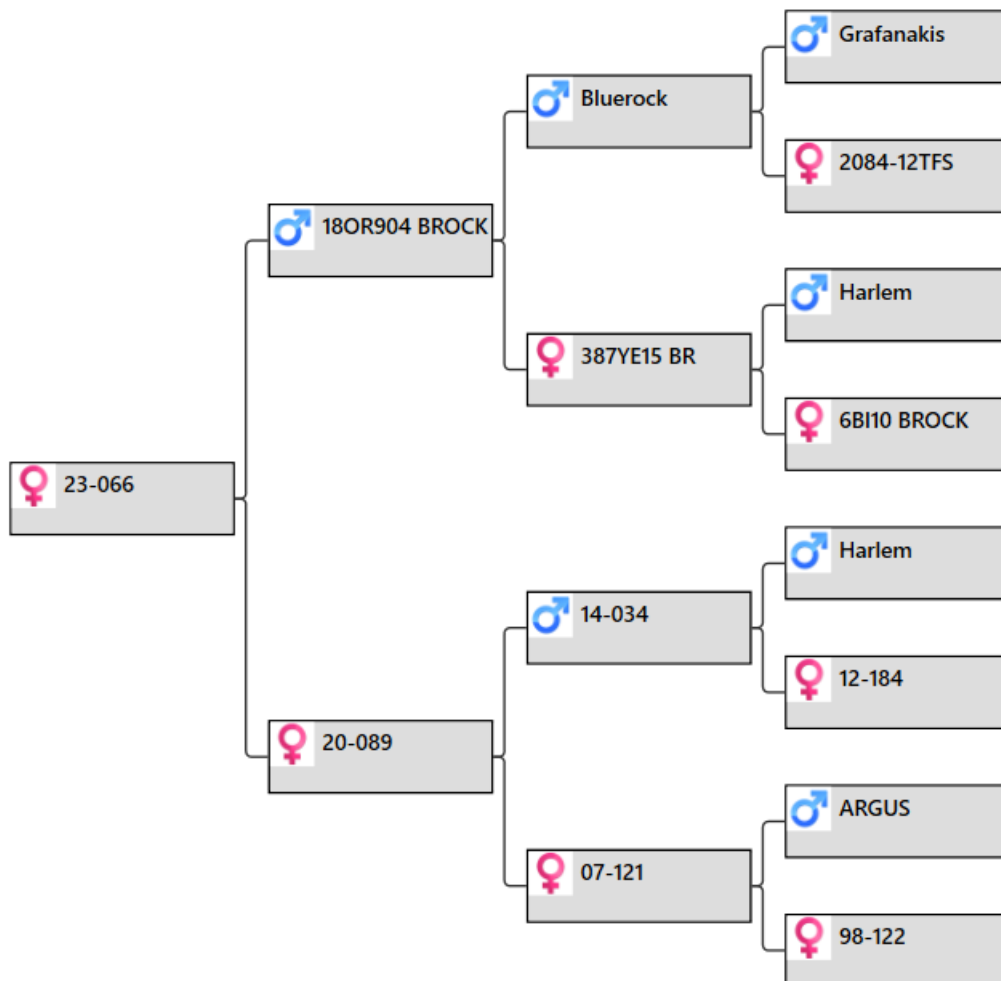 Grafanakis
Bluerock
2084-12TFS
18OR904 BROCK
Harlem
387YE15 BR
6BI10 BROCK
23-066
Harlem
14-034
12-184
20-089
ARGUS
07-121
98-122